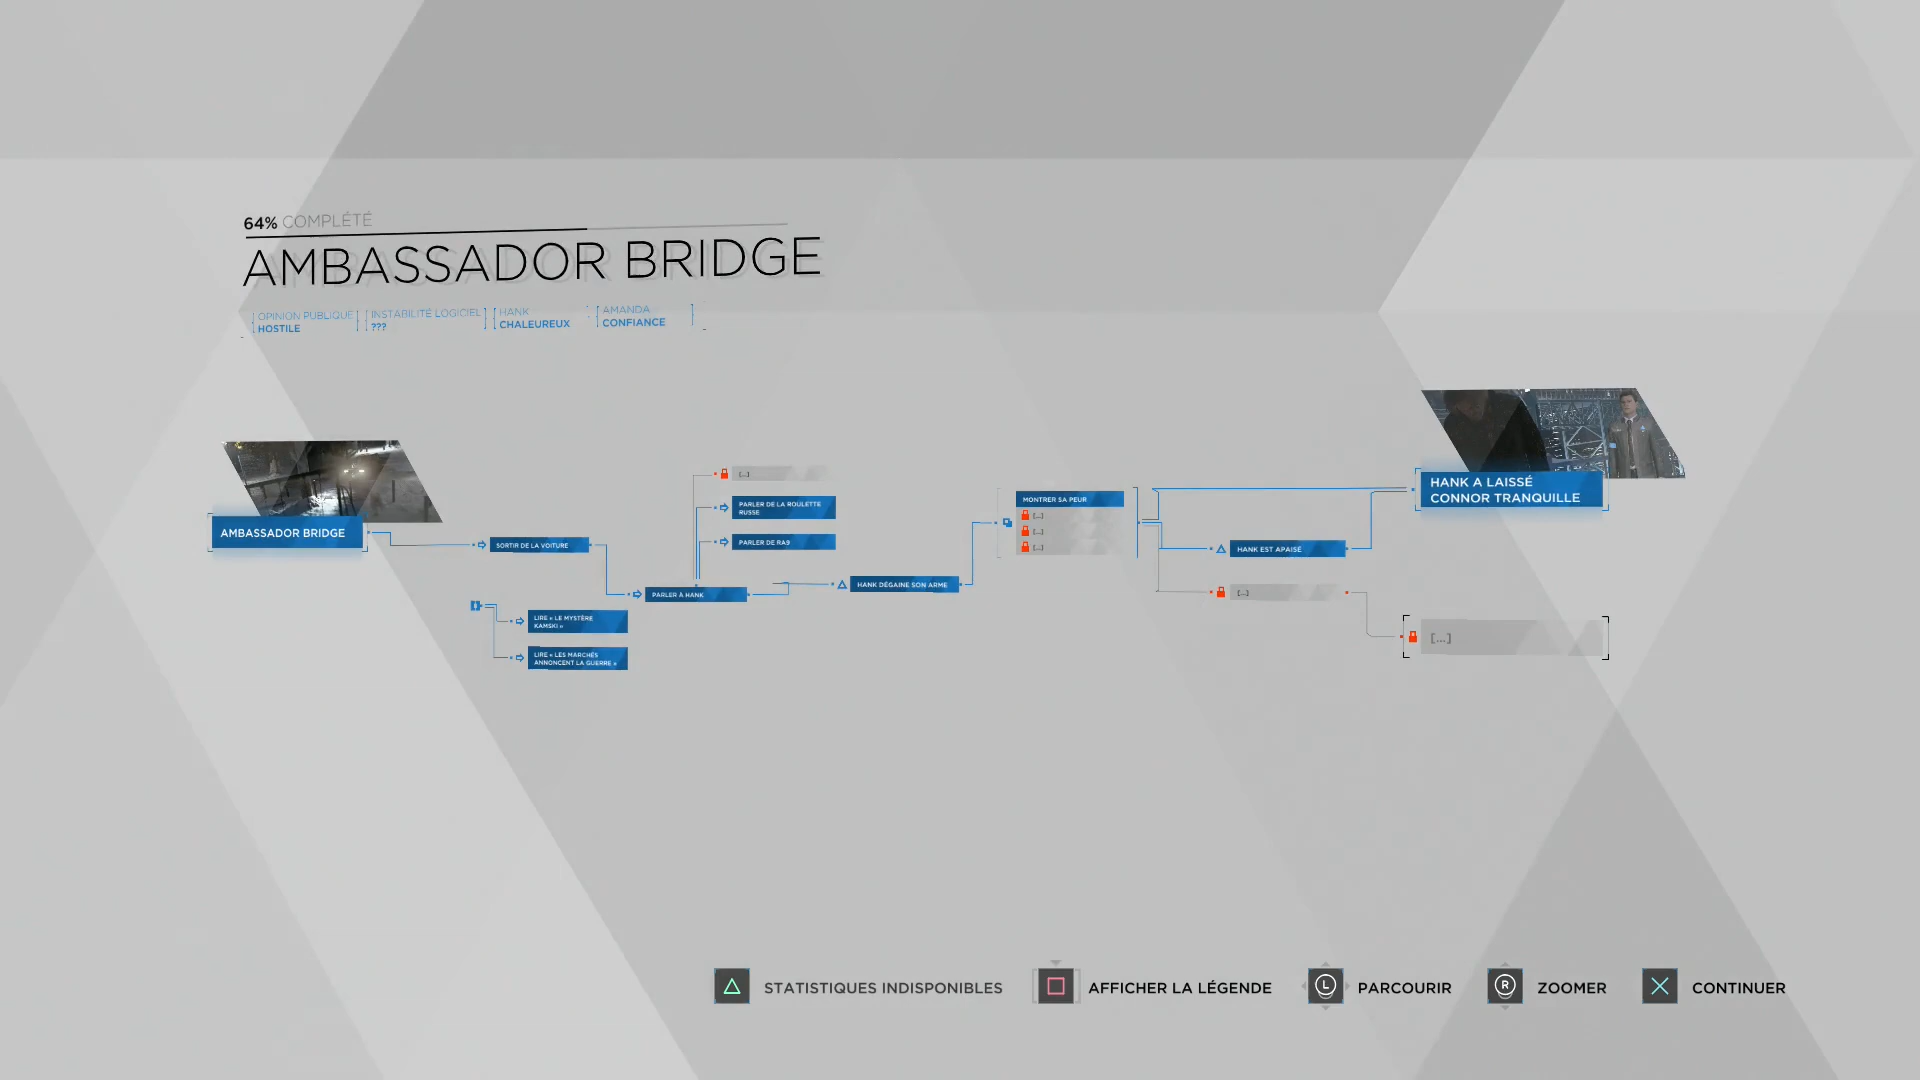 64% COMPLÉTÉ
AMBASSADOR BRIDGE
OPINION PUBLIQUE
HOSTILE
INSTABILITÉ LOGICIEL
???
HANK
CHALEUREUX
AMANDA
CONFIANCE
AMBASSADOR BRIDGE
SORTIR DE LA VOITURE
LIRE « LE MYSTÈRE
KAMSKI »
LIRE « LES MARCHÉS
ANNONCENT LA GUERRE »
PARLER À HANK
[...]
PARLER DE LA ROULETTE
RUSSE
PARLER DE RA9
HANK DÉGAINE SON ARME
MONTRER SA PEUR
[...]
[...]
[...]
HANK EST APAISÉ
[...]
HANK A LAISSÉ
CONNOR TRANQUILLE
[...]
STATISTIQUES INDISPONIBLES
AFFICHER LA LÉGENDE
L
PARCOURIR
R
ZOOMER
CONTINUER